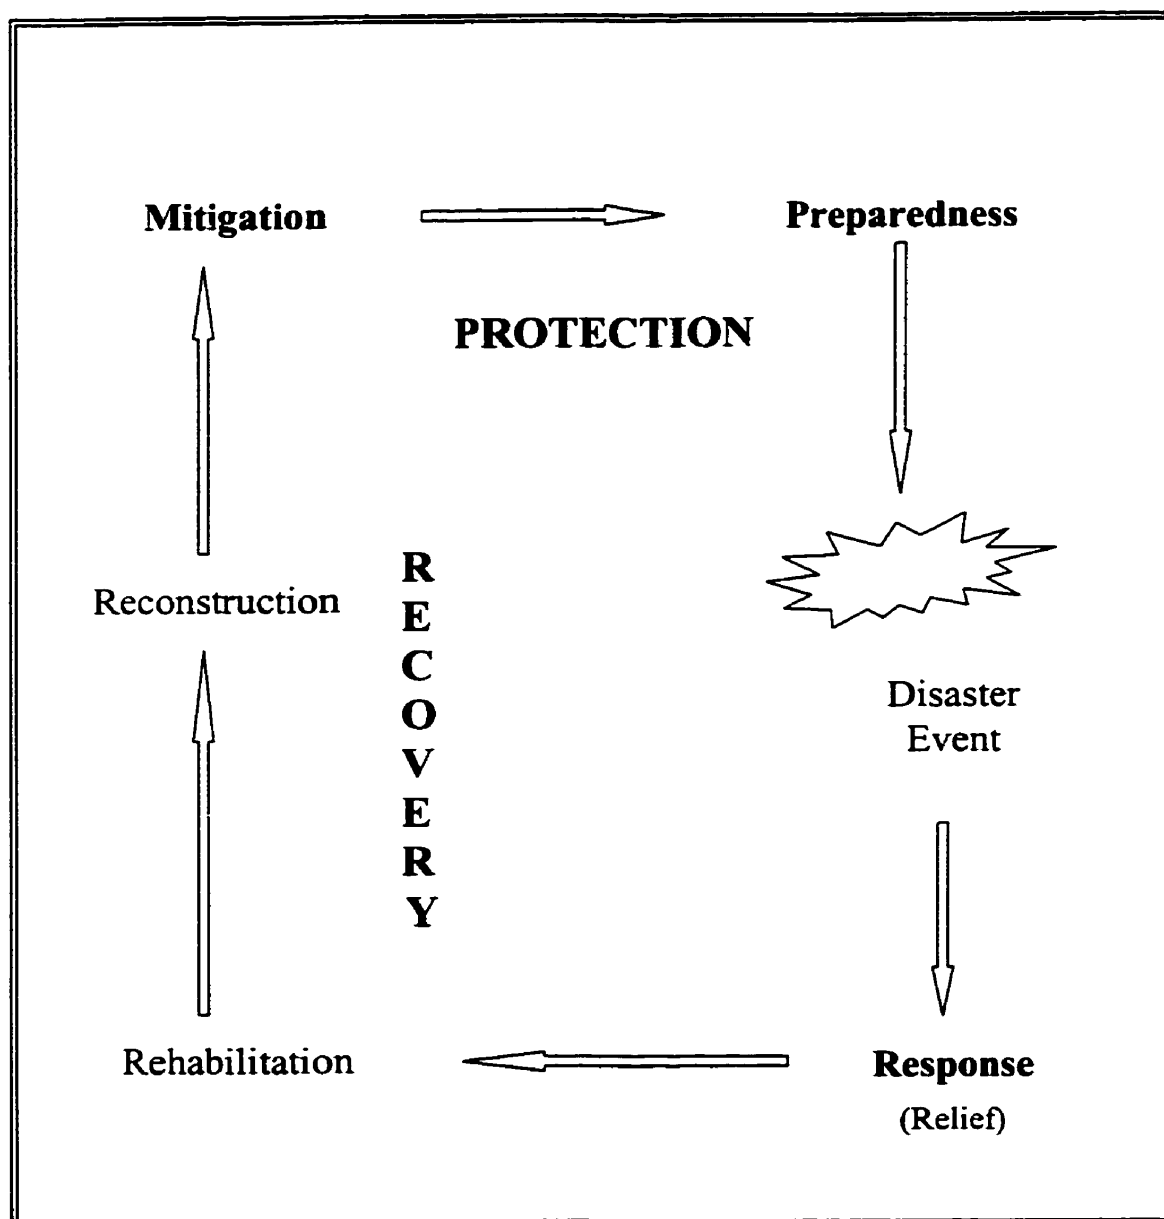 Mitigation
Preparedness
PROTECTION
R
E
C
O
V
E
R
Y
Reconstruction
Disaster
Event
Rehabilitation
Response
(Relief)